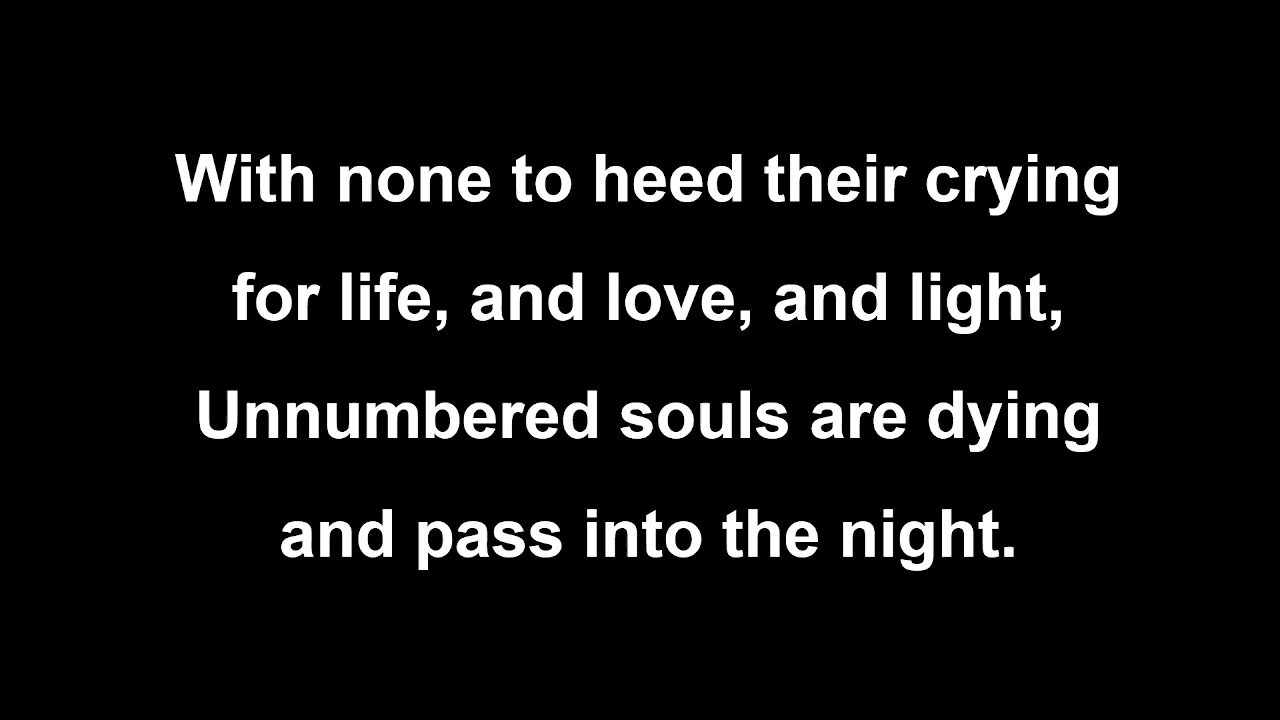 With none to heed their crying
for life, and love, and light,
Unnumbered souls are dying
and pass into the night.